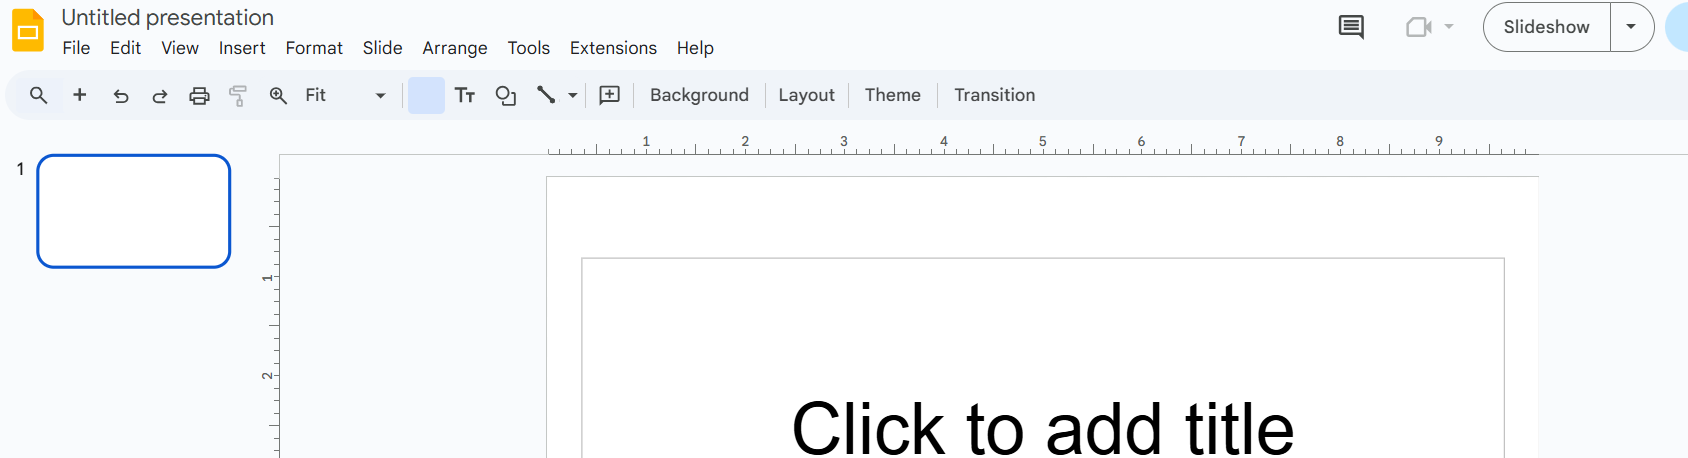 Untitled presentation
File Edit View Insert Format Slide Arrange Tools Extensions Help
Slideshow
Fit Tт Background Layout Theme Transition
1 2 3 4 5 6 7 8 9
1
1
2
Click to add title